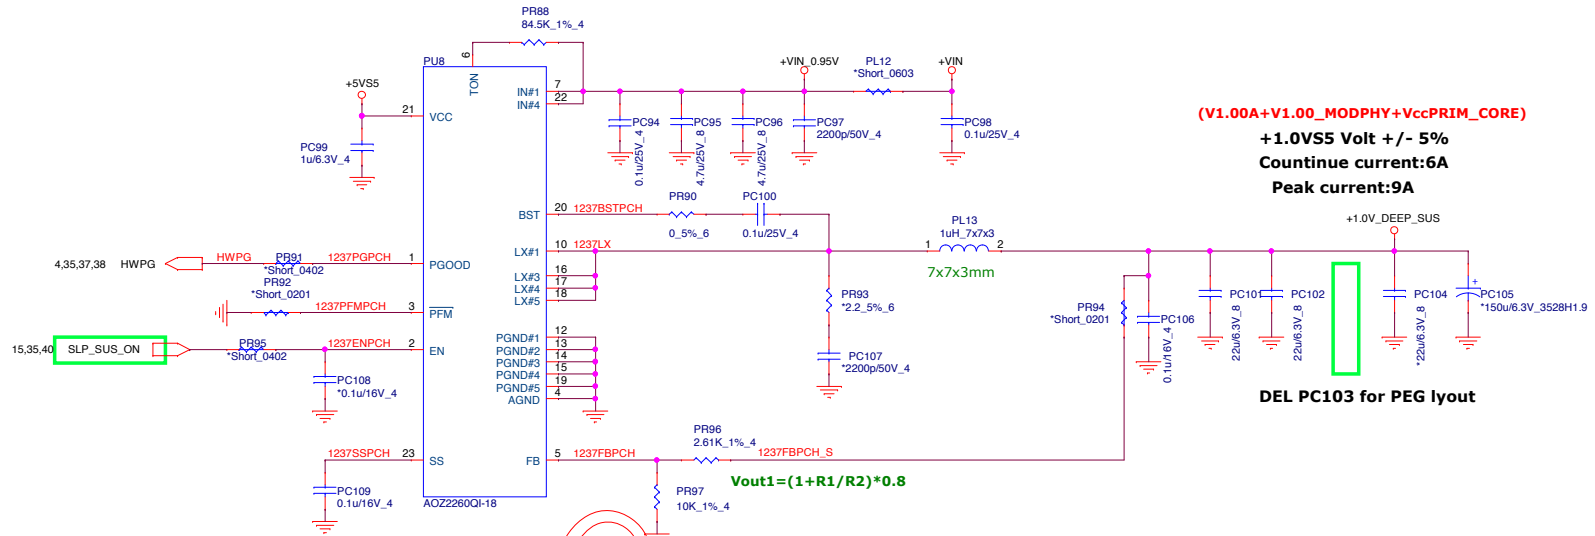 PR88
84.5K_1%_4
PU8
6
TON
+5VS5
21
VCC
PC99
1u/6.3V_4
IN#1
7
IN#4
22
+VIN_0.95V
PL12
*Short_0603
+VIN
PC94
0.1u/25V_4
PC95
4.7u/25V_8
PC96
4.7u/25V_8
PC97
2200p/50V_4
PC98
0.1u/25V_4
(V1.00A+V1.00_MODPHY+VccPRIM_CORE)
+1.0VS5 Volt +/- 5%
Countinue current:6A
Peak current:9A
BST
20
1237BSTPCH
PR90
0_5%_6
PC100
0.1u/25V_4
LX#1
10
1237LX
LX#3
16
LX#4
17
LX#5
18
PL13
1uH_7x7x3
1
2
7x7x3mm
+1.0V_DEEP_SUS
4,35,37,38
HWPG
HWPG
PR91
*Short_0402
1237PGPCH
1
PGOOD
PR92
*Short_0201
1237PFMPCH
3
PFM
15,35,40
SLP_SUS_ON
PR95
*Short_0402
1237ENPCH
2
EN
PC108
*0.1u/16V_4
PGND#1
12
PGND#2
13
PGND#3
14
PGND#4
15
PGND#5
19
AGND
4
PR93
*2.2_5%_6
PC107
*2200p/50V_4
PR94
*Short_0201
PC106
0.1u/16V_4
PC101
22u/6.3V_8
PC102
22u/6.3V_8
PC104
*22u/6.3V_8
+
PC105
*150u/6.3V_3528H1.9
DEL PC103 for PEG lyout
1237SSPCH
23
SS
PC109
0.1u/16V_4
AOZ2260QI-18
FB
5
1237FBPCH
PR96
2.61K_1%_4
1237FBPCH_S
Vout1=(1+R1/R2)*0.8
PR97
10K_1%_4